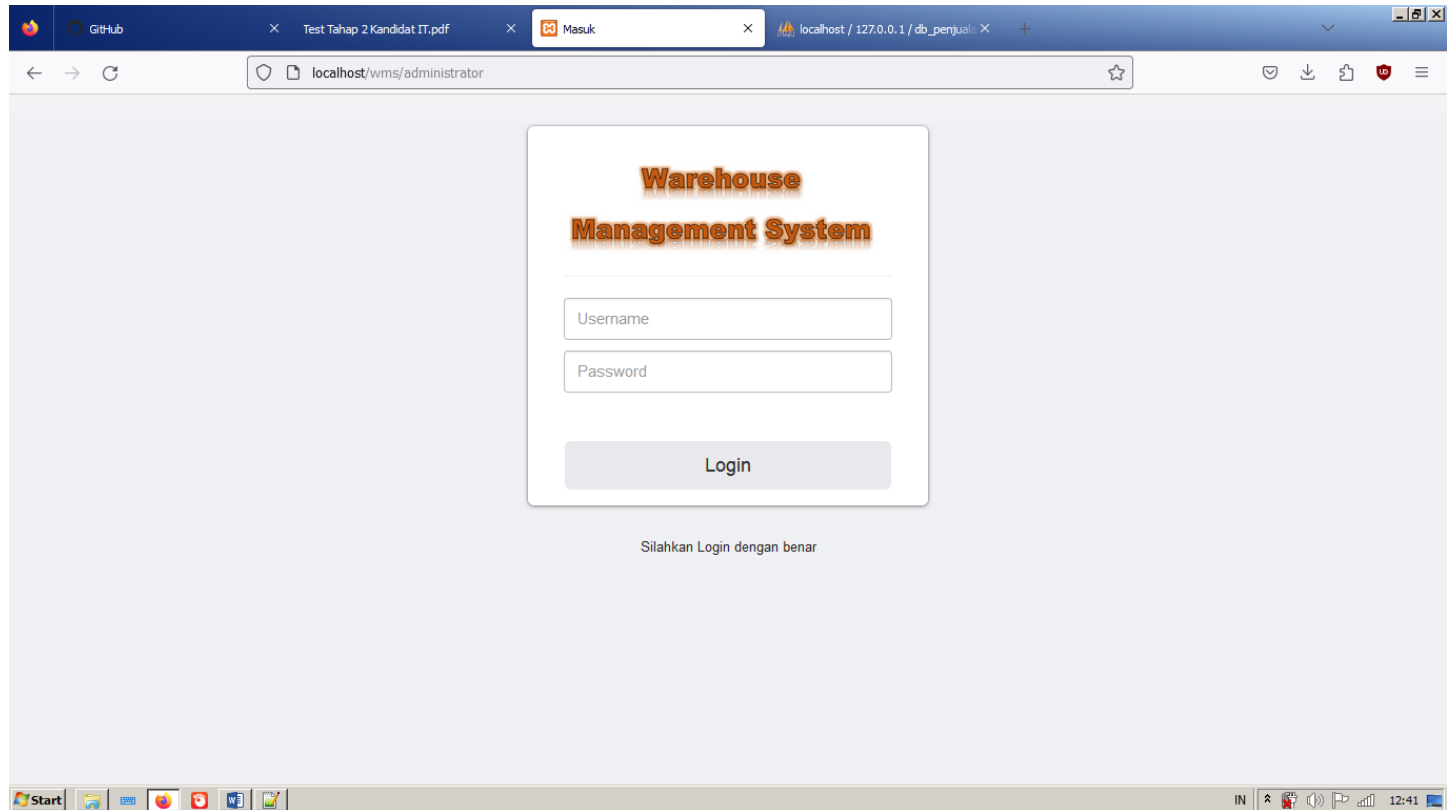 GitHub
Test Tahap 2 Kandidat IT.pdf
Masuk
localhost / 127.0.0.1 / db_penjuala
localhost/wms/administrator
Warehouse
Management System
Username
Password
Login
Silahkan Login dengan benar
Start
IN
12:41